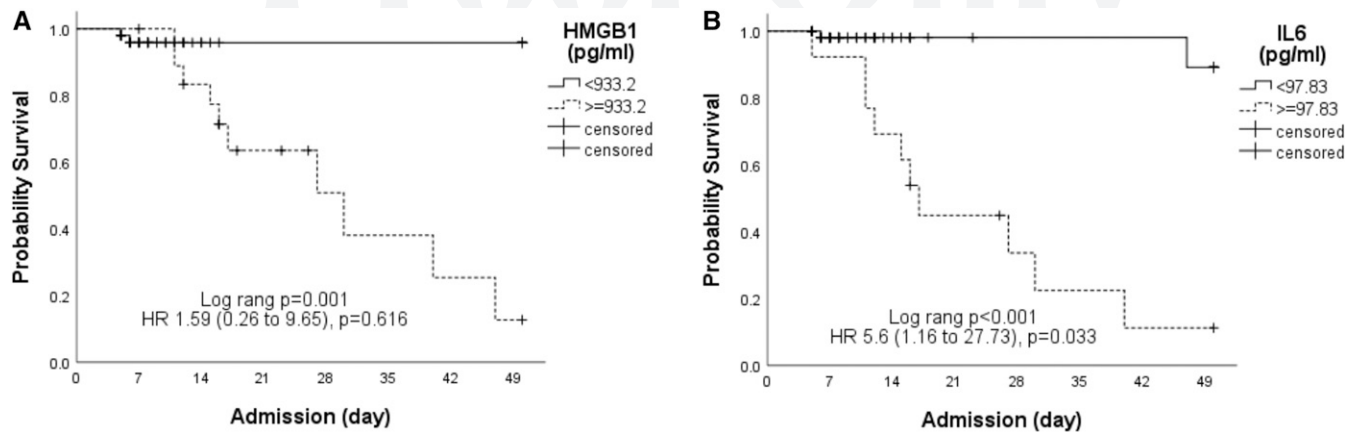 A
HMGB1
(pg/ml)
<933.2
>=933.2
censored
censored
1.0
0.8
0.6
0.4
0.2
0.0
Probability Survival
Log rang p=0.001
HR 1.59 (0.26 to 9.65), p=0.616
0 7 14 21 28 35 42 49
Admission (day)
B
IL6
(pg/ml)
<97.83
>=97.83
censored
censored
1.0
0.8
0.6
0.4
0.2
0.0
Probability Survival
Log rang p<0.001
HR 5.6 (1.16 to 27.73), p=0.033
0 7 14 21 28 35 42 49
Admission (day)